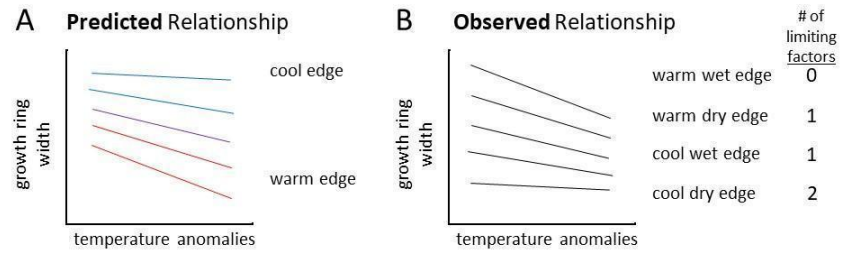 A Predicted Relationship
growth ring
width
cool edge
warm edge
temperature anomalies
B Observed Relationship
growth ring
width
# of
limiting
factors
warm wet edge 0
warm dry edge 1
cool wet edge 1
cool dry edge 2
temperature anomalies